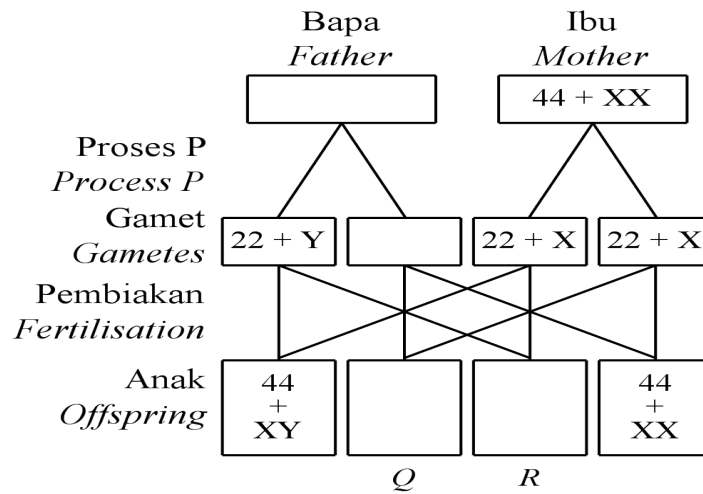 Bapa
Father
Ibu
Mother
44 + XX
Proses P
Process P
Gamet
Gametes
22 + Y
22 + X
22 + X
Pembiakan
Fertilisation
Anak
Offspring
44
+
XY
44
+
XX
Q
R